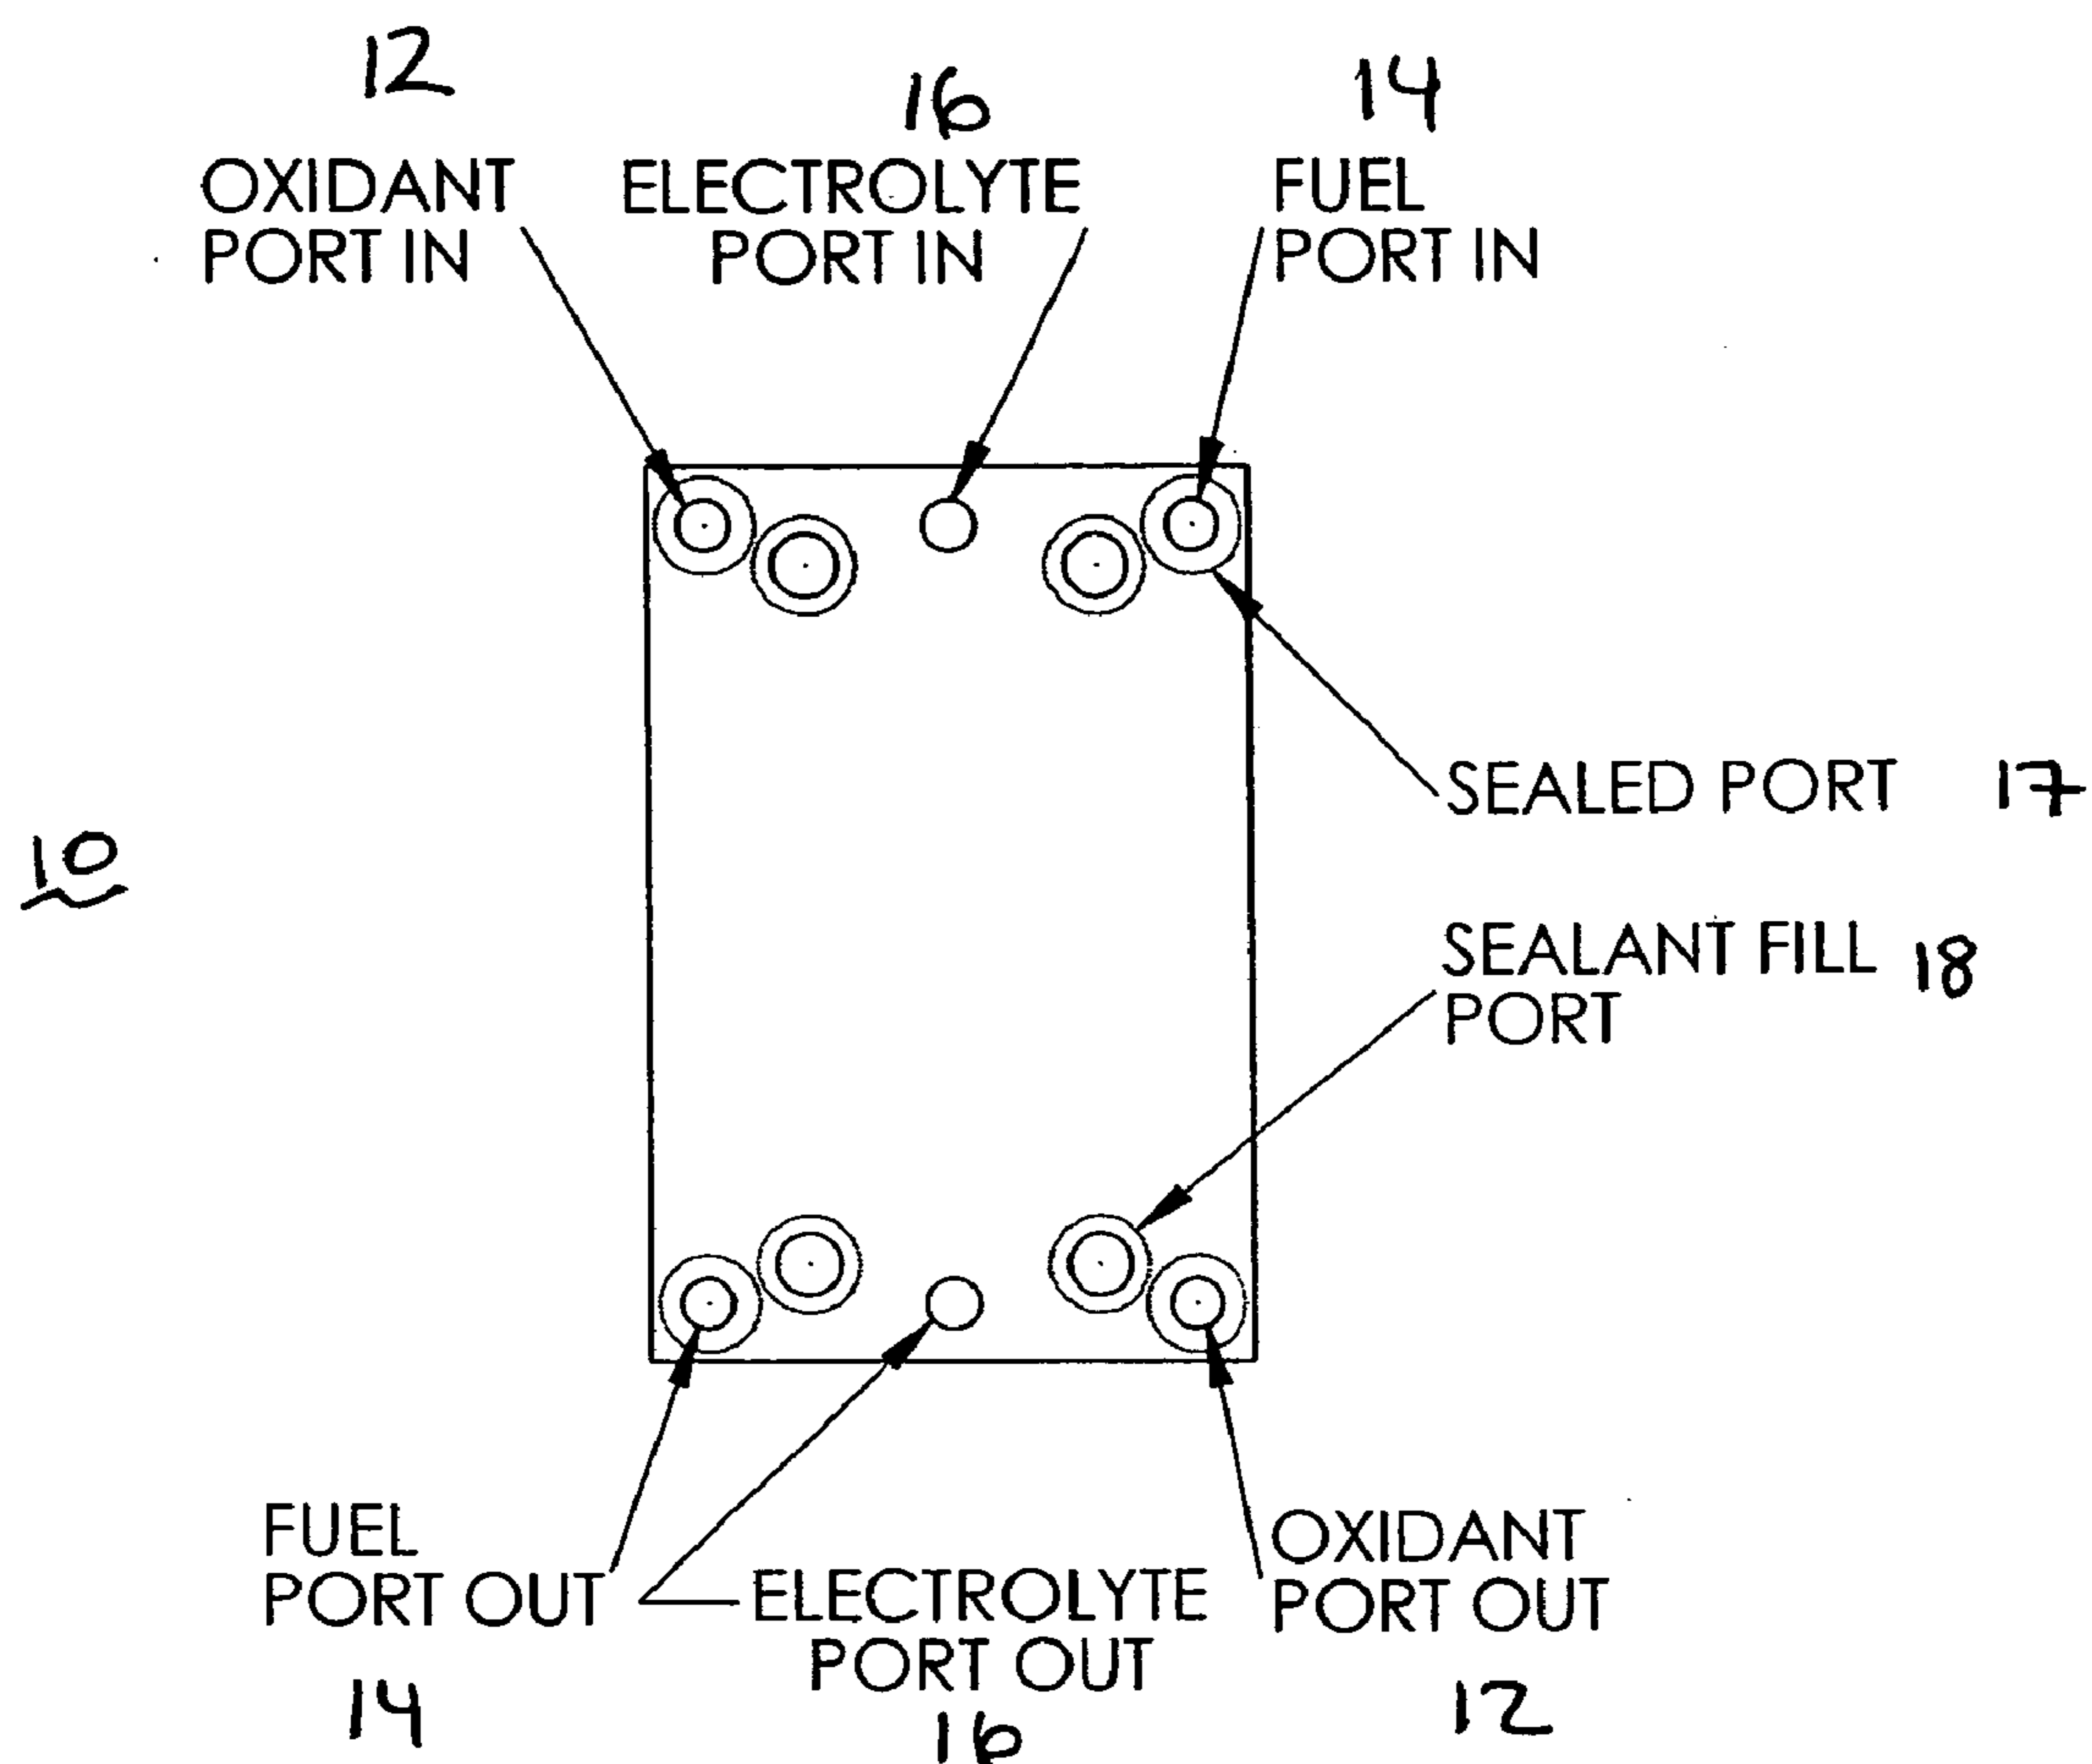 12
OXIDANT
PORT IN
16
ELECTROLYTE
PORT IN
14
FUEL
PORT IN
SEALED PORT 17
10
SEALANT FILL 18
PORT
FUEL
PORT OUT
14
ELECTROLYTE
PORT OUT
16
OXIDANT
PORT OUT
12